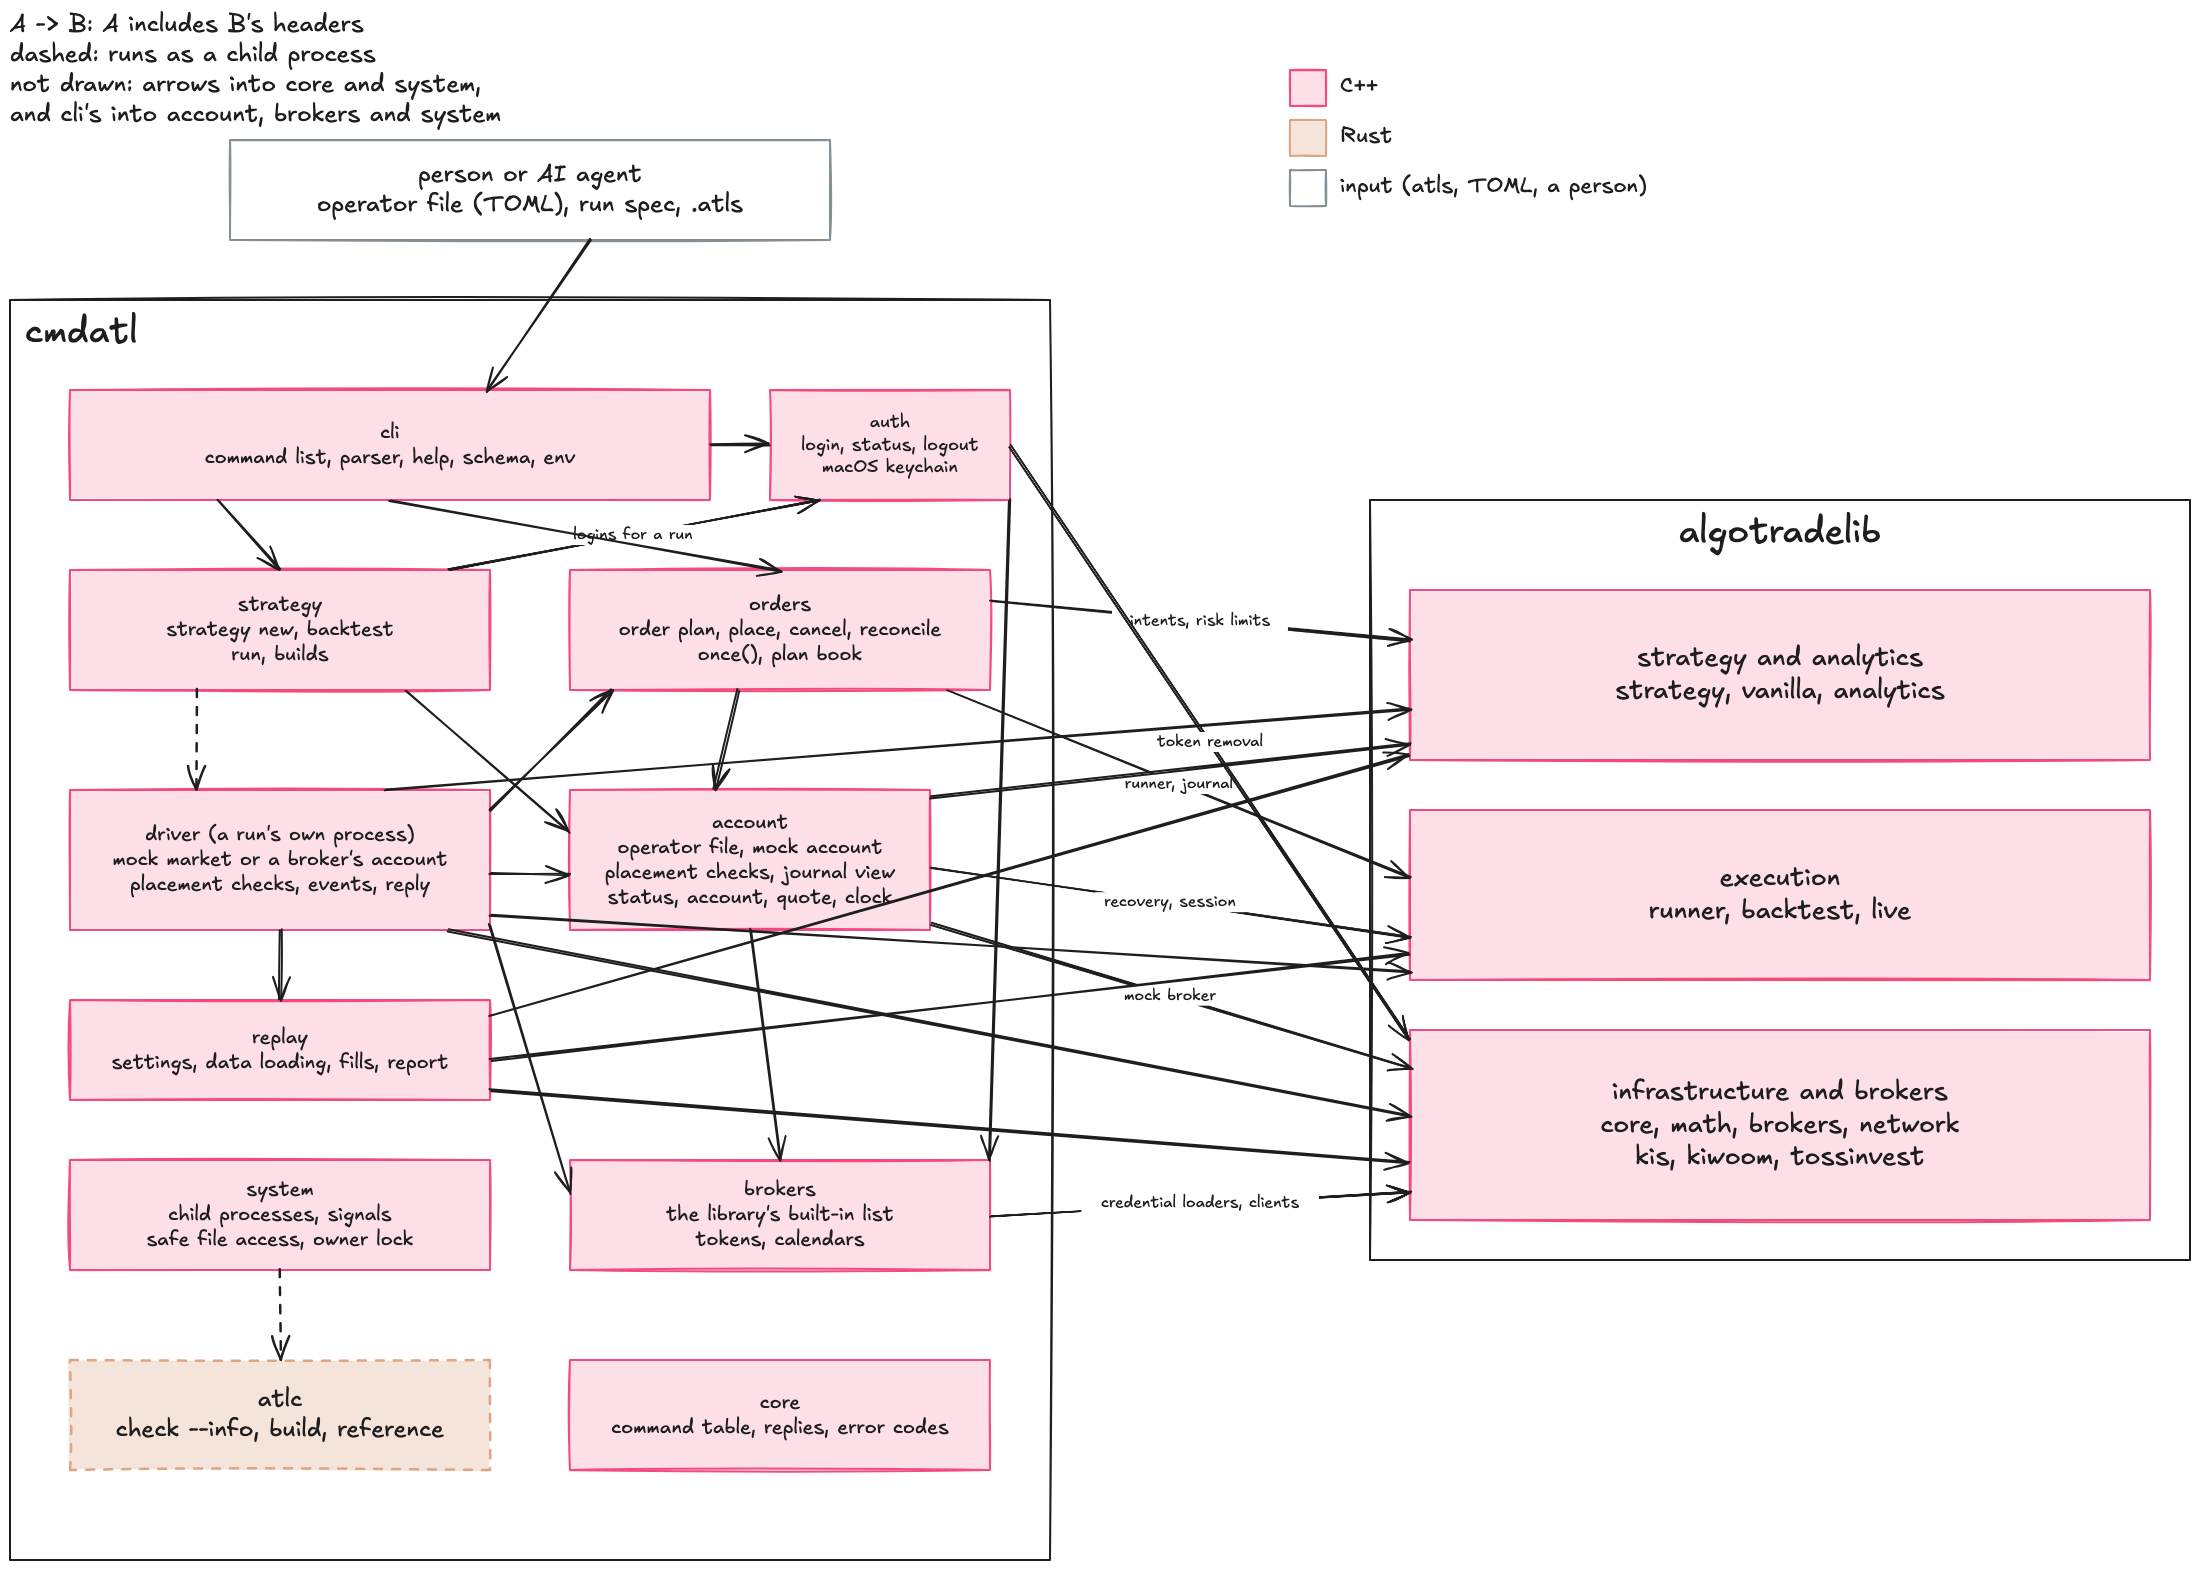 A -> B: A includes B's headers
dashed: runs as a child process
not drawn: arrows into core and system,
and cli's into account, brokers and system
C++
Rust
input (atls, TOML, a person)
person or AI agent
operator file (TOML), run spec, .atls
cmdatl
cli
command list, parser, help, schema, env
auth
login, status, logout
macOS keychain
logins for a run
strategy
strategy new, backtest
run, builds
orders
order plan, place, cancel, reconcile
once(), plan book
intents, risk limits
token removal
runner, journal
driver (a run's own process)
mock market or a broker's account
placement checks, events, reply
account
operator file, mock account
placement checks, journal view
status, account, quote, clock
recovery, session
mock broker
replay
settings, data loading, fills, report
system
child processes, signals
safe file access, owner lock
brokers
the library's built-in list
tokens, calendars
credential loaders, clients
atlc
check --info, build, reference
core
command table, replies, error codes
algotradelib
strategy and analytics
strategy, vanilla, analytics
execution
runner, backtest, live
infrastructure and brokers
core, math, brokers, network
kis, kiwoom, tossinvest